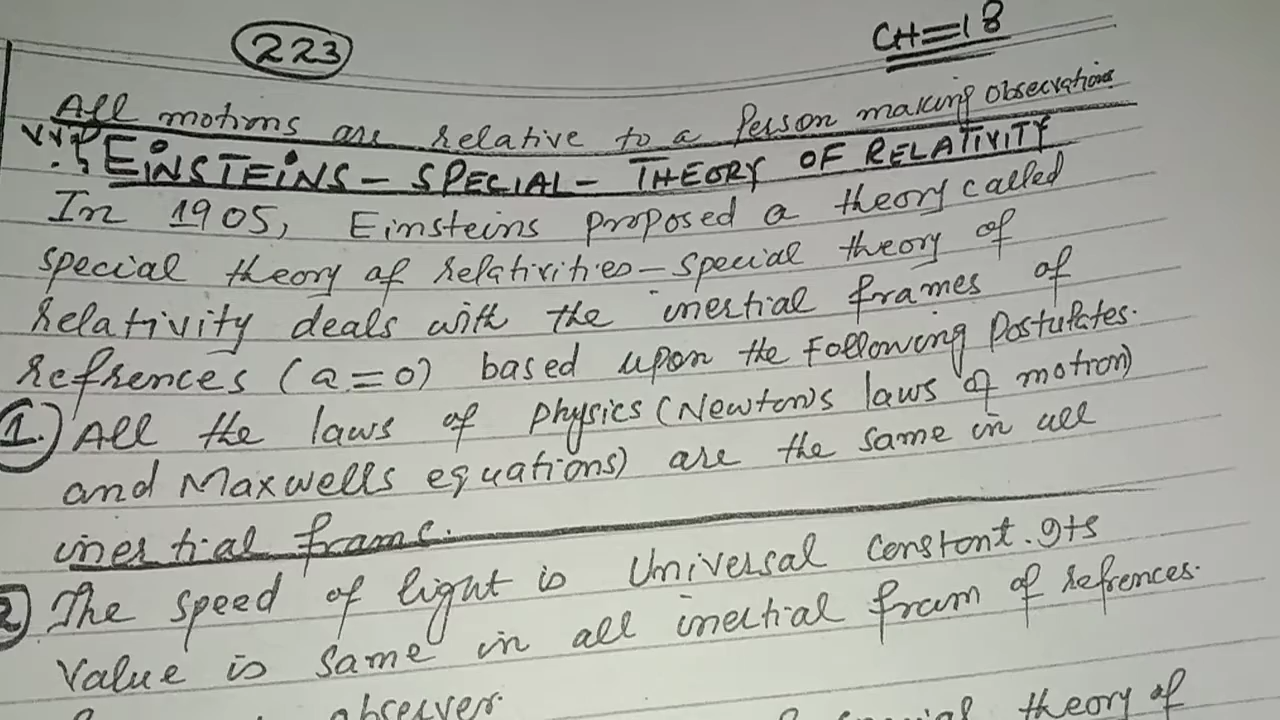 223
CH=18
All motions are relative to a Person making observations
V.V.P
EINSTEINS - SPECIAL - THEORY OF RELATIVITY
In 1905, Einsteins proposed a theory called
special theory of relativities - special theory of
relativity deals with the inertial frames of
refrences (a=0) based upon the Following Postulates.
1.) All the laws of physics (Newton's laws of motion)
and Maxwells equations) are the same in all
inertial frame.
2) The speed of light is Universal constant. Its
Value is same in all inertial fram of refrences.
observer.
theory of